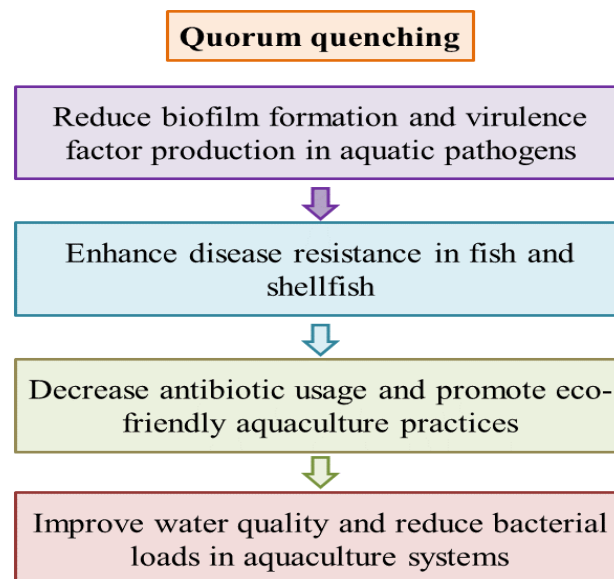 Quorum quenching
Reduce biofilm formation and virulence
factor production in aquatic pathogens
Enhance disease resistance in fish and
shellfish
Decrease antibiotic usage and promote eco-
friendly aquaculture practices
Improve water quality and reduce bacterial
loads in aquaculture systems